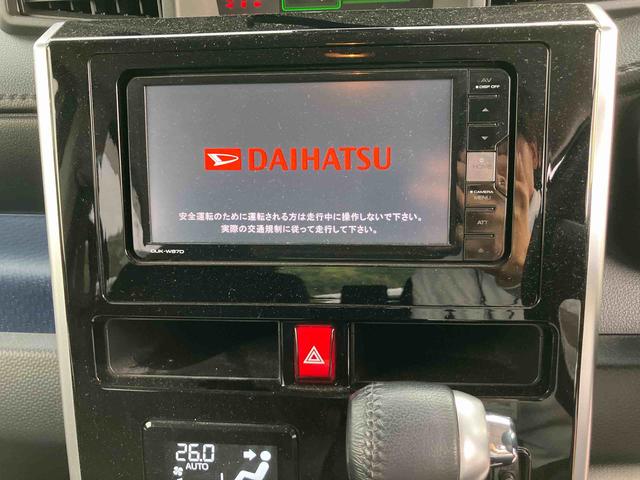 AV
DISP OFF
DAIHATSU
HOME
CAMERA
MENU
安全運転のために運転される方は走行中に操作しないで下さい。
実際の交通規制に従って走行して下さい。
ATT
26.0
AUTO